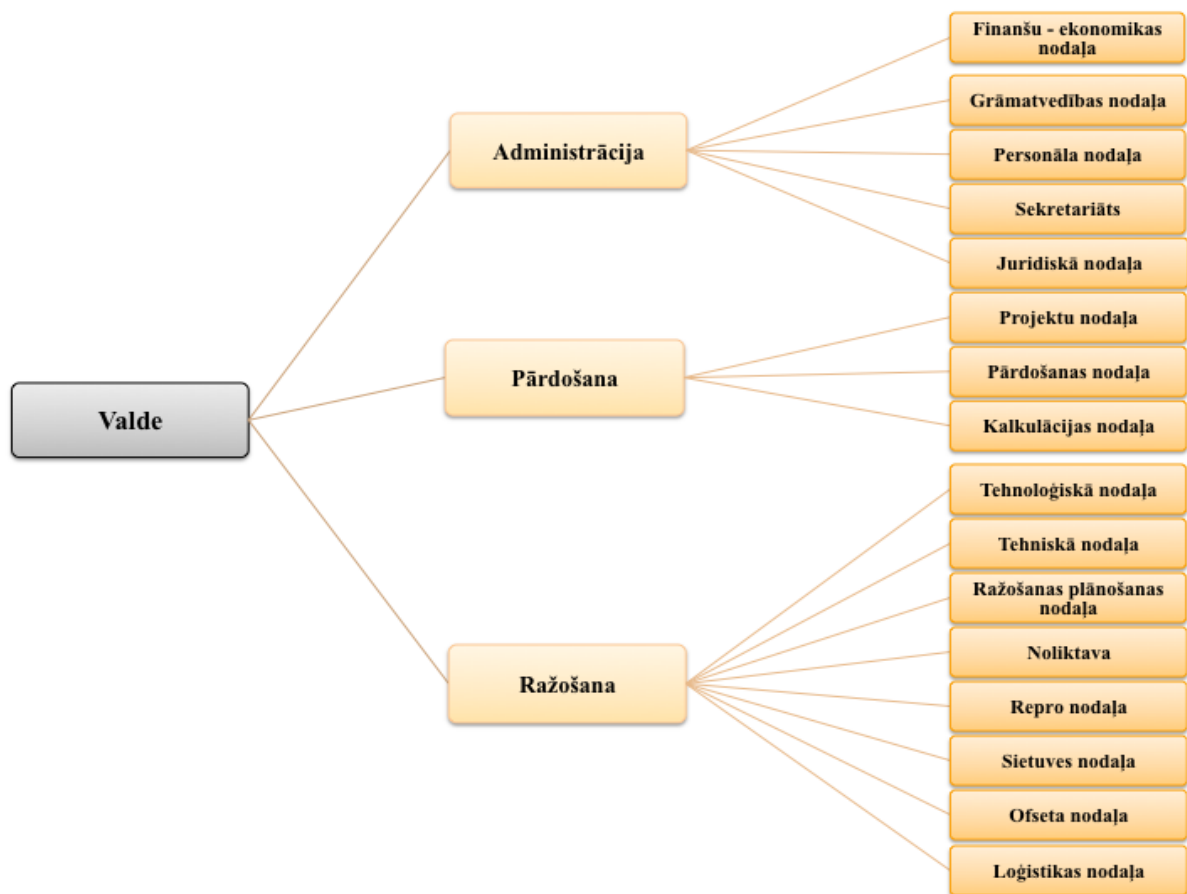 Finanšu - ekonomikas
nodaļa
Grāmatvedības nodaļa
Administrācija
Personāla nodaļa
Sekretariāts
Juridiskā nodaļa
Projektu nodaļa
Pārdošana
Pārdošanas nodaļa
Valde
Kalkulācijas nodaļa
Tehnoloģiskā nodaļa
Tehniskā nodaļa
Ražošanas plānošanas
nodaļa
Noliktava
Ražošana
Repro nodaļa
Sietuves nodaļa
Ofseta nodaļa
Loģistikas nodaļa